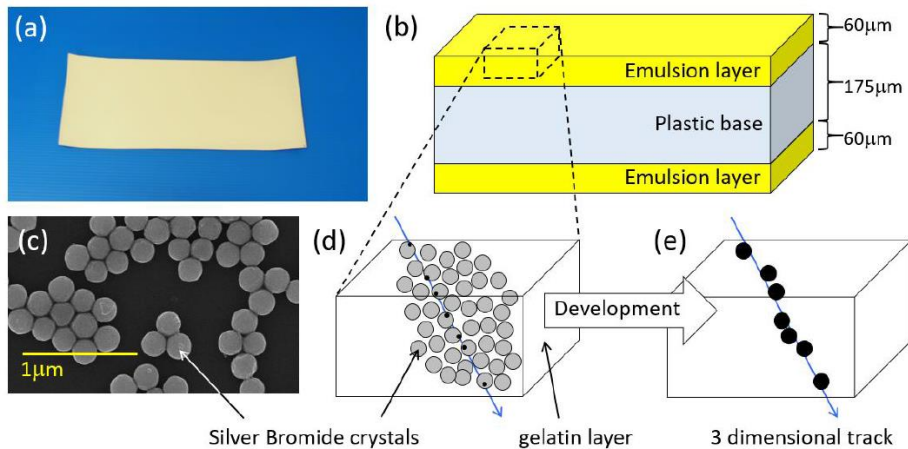 (a)
(b)
60μm
Emulsion layer
175μm
Plastic base
60μm
Emulsion layer
(c)
(d)
(e)
1μm
Development
Silver Bromide crystals
gelatin layer
3 dimensional track